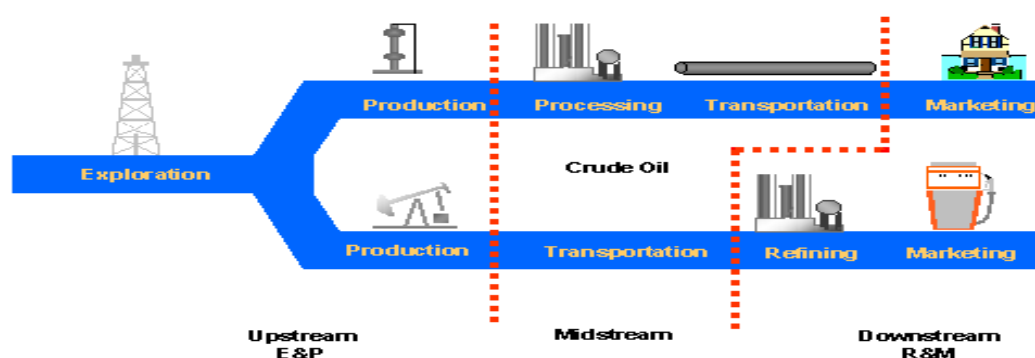 Production Processing Transportation Marketing
Exploration
Crude Oil
Production Transportation Refining Marketing
Upstream Midstream Downstream
E&P R&M